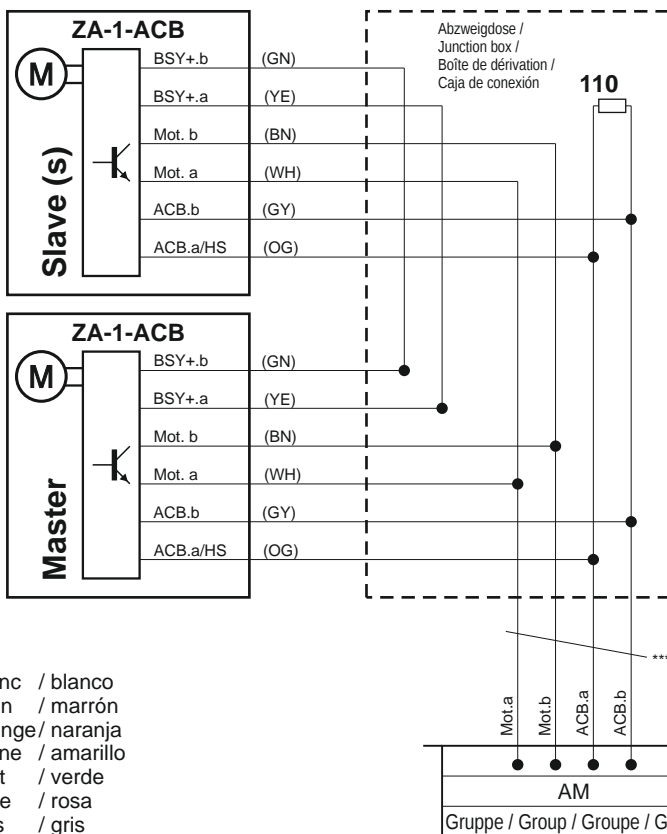 ZA-1-ACB
M
Slave (s)
BSY+.b (GN)
BSY+.a (YE)
Mot. b (BN)
Mot. a (WH)
ACB.b (GY)
ACB.a/HS (OG)
Abzweigdose /
Junction box /
Boîte de dérivation /
Caja de conexión
110
ZA-1-ACB
M
Master
BSY+.b (GN)
BSY+.a (YE)
Mot. b (BN)
Mot. a (WH)
ACB.b (GY)
ACB.a/HS (OG)
***
Mot.a
Mot.b
ACB.a
ACB.b
AM
Gruppe / Group / Groupe /
/ blanco
/ marrón
/ naranja
/ amarillo
/ verde
/ rosa
/ gris